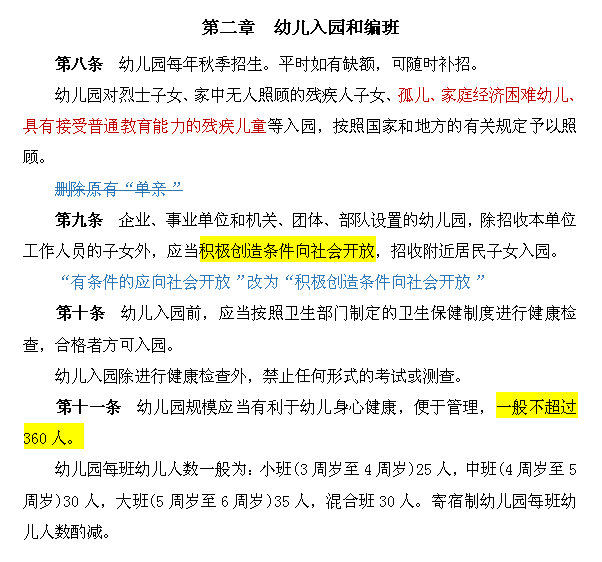 第二章　幼儿入园和编班
第八条　幼儿园每年秋季招生。平时如有缺额，可随时补招。
幼儿园对烈士子女、家中无人照顾的残疾人子女、孤儿、家庭经济困难幼儿、
具有接受普通教育能力的残疾儿童等入园，按照国家和地方的有关规定予以照
顾。
删除原有“单亲”
第九条　企业、事业单位和机关、团体、部队设置的幼儿园，除招收本单位
工作人员的子女外，应当积极创造条件向社会开放，招收附近居民子女入园。
“有条件的应向社会开放”改为“积极创造条件向社会开放”
第十条　幼儿入园前，应当按照卫生部门制定的卫生保健制度进行健康检
查，合格者方可入园。
幼儿入园除进行健康检查外，禁止任何形式的考试或测查。
第十一条　幼儿园规模应当有利于幼儿身心健康，便于管理，一般不超过
360人。
幼儿园每班幼儿人数一般为：小班(3周岁至4周岁)25人，中班(4周岁至5
周岁)30人，大班(5周岁至6周岁)35人，混合班30人。寄宿制幼儿园每班幼
儿人数酌减。